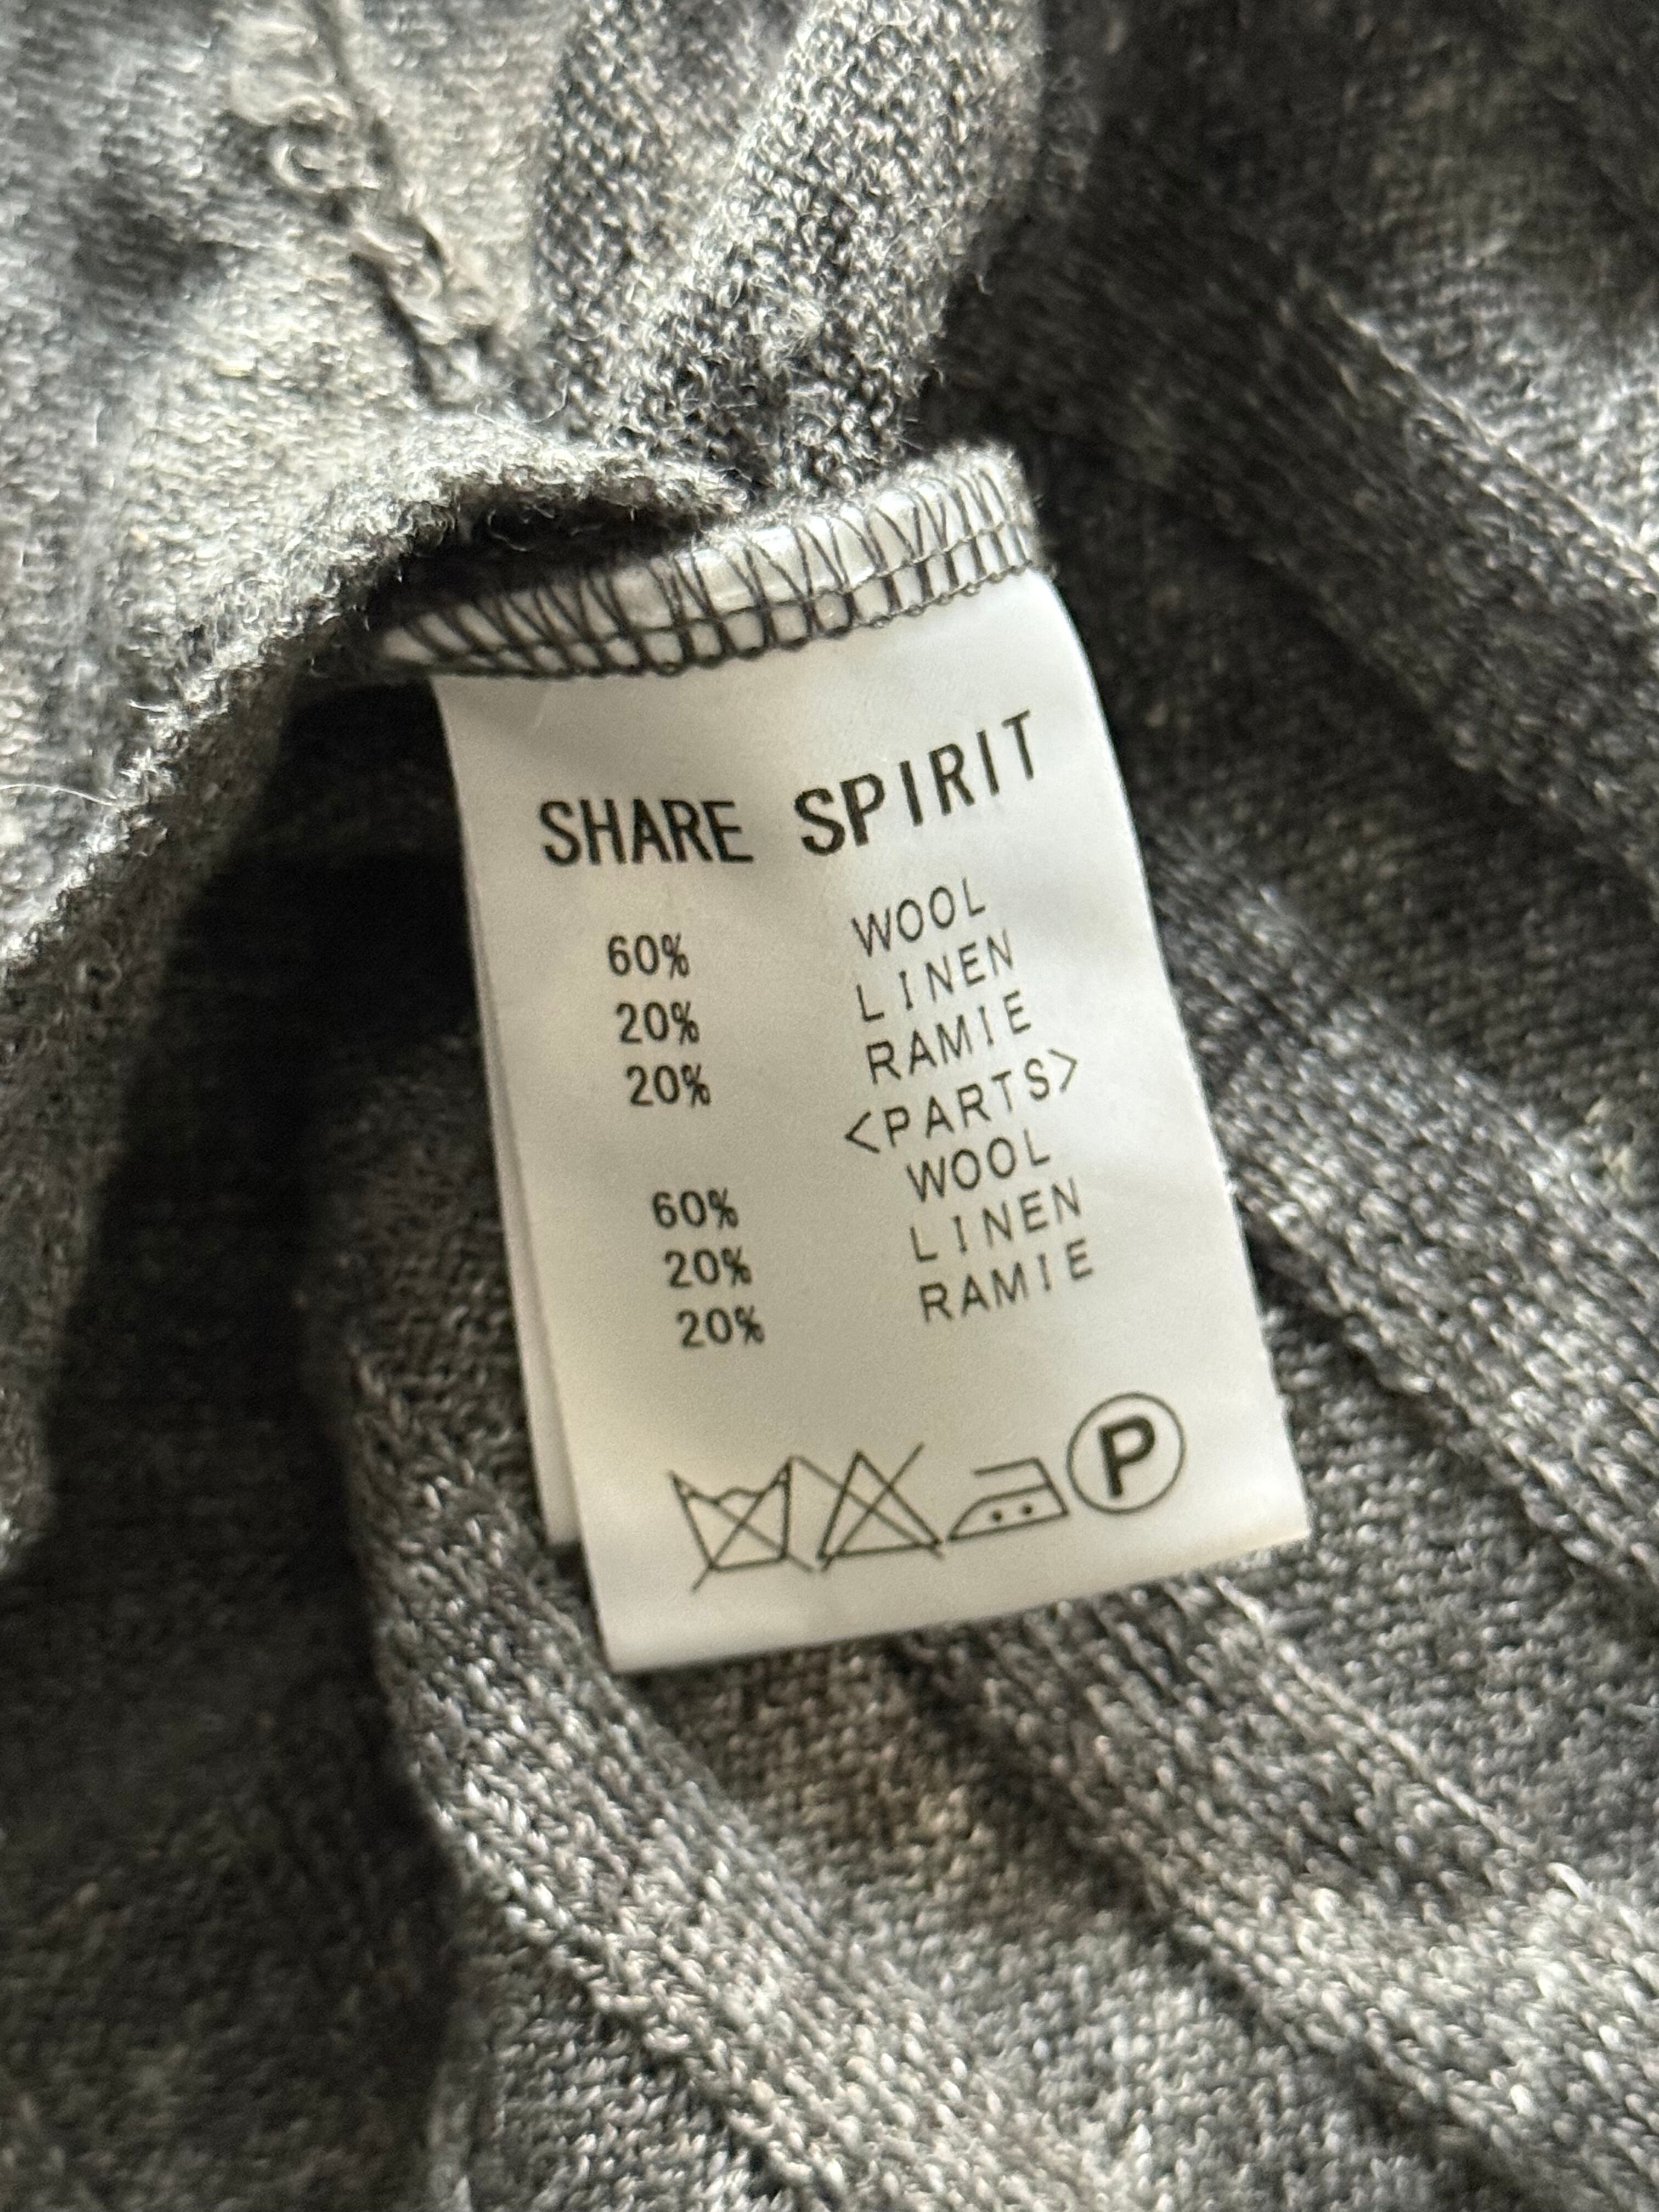 SHARE SPIRIT
60% WOOL
20% LINEN
20% RAMIE
<PARTS>
60% WOOL
20% LINEN
20% RAMIE
P